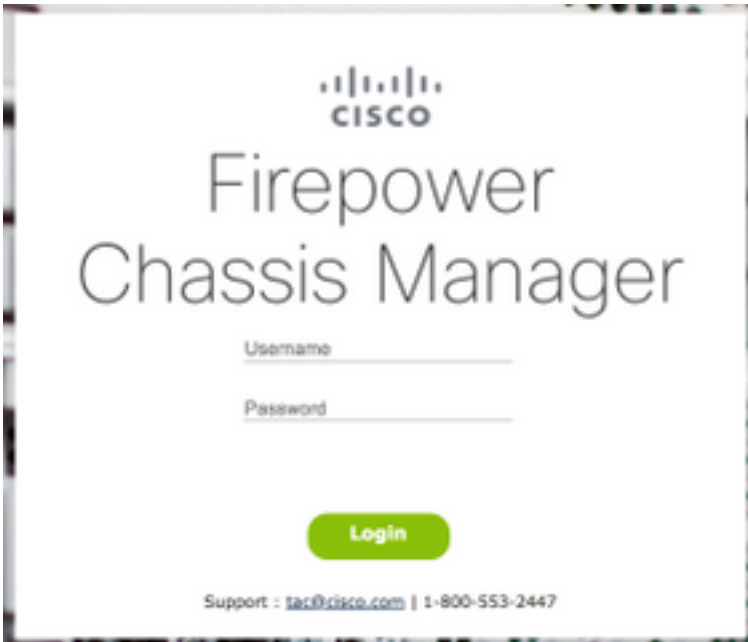 CISCO
Firepower
Chassis Manager
Username
Password
Login
Support : tac@cisco.com | 1-800-553-2447